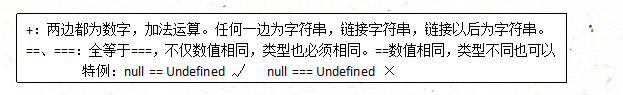 +：两边都为数字，加法运算。任何一边为字符串，链接字符串，链接以后为字符串。
==、===：全等于===，不仅数值相同，类型也必须相同。==数值相同，类型不同也可以
特例：null == Undefined √ null === Undefined ×